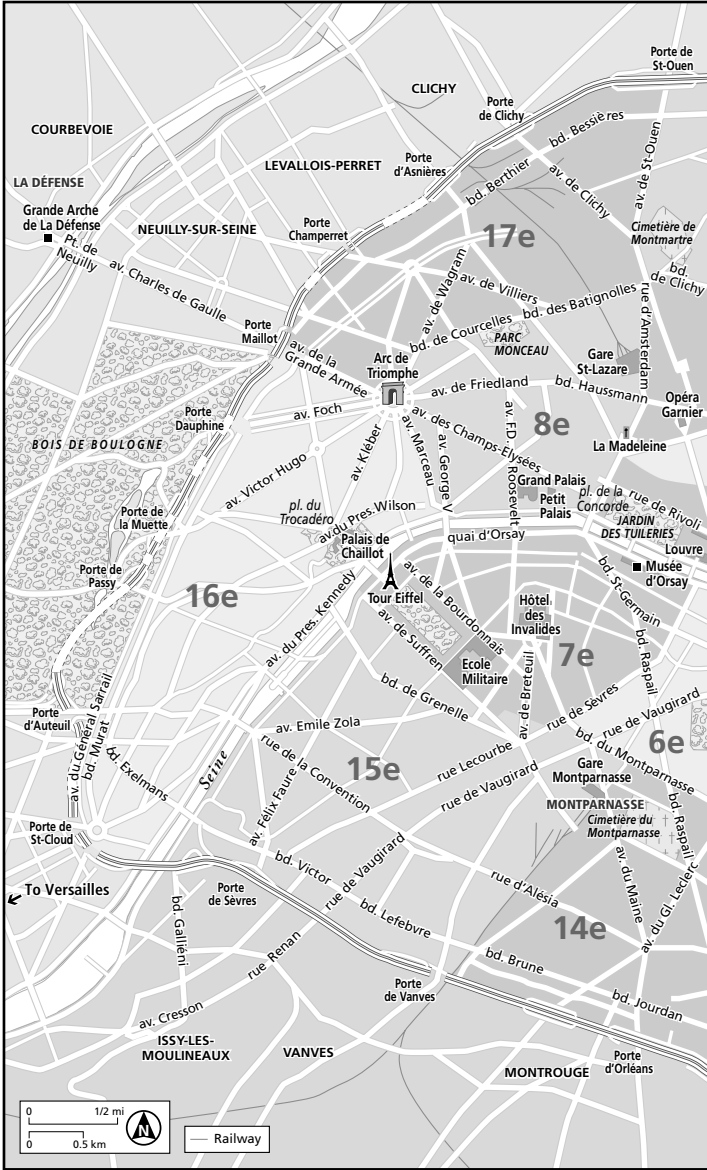 Porte de
St-Ouen
CLICHY
Porte
de Clichy
bd. Bessières
COURBEVOIE
LEVALLOIS-PERRET
Porte
d'Asnières
bd. Berthier
av. de Clichy
av. de St-Ouen
LA DÉFENSE
Grande Arche
de La Défense
NEUILLY-SUR-SEINE
Porte
Champerret
17e
Cimetière de
Montmartre
Pt. de
Neuilly
av. Charles de Gaulle
av. de Wagram
av. de Villiers
bd.
de Clichy
bd. des Batignolles
rue d'Amsterdam
Porte
Maillot
av. de la
Grande Armée
bd. de Courcelles
PARC
MONCEAU
Gare
St-Lazare
Arc de
Triomphe
av. de Friedland
bd. Haussmann
Opéra
Garnier
Porte
Dauphine
av. Foch
av. des Champs-Elysées
av. F.D. Roosevelt
8e
BOIS DE BOULOGNE
av. Kléber
av. Marceau
av. George V
La Madeleine
av. Victor Hugo
Grand Palais
Petit
Palais
pl. de la
Concorde
rue de Rivoli
Porte de
la Muette
pl. du
Trocadéro
av.du Pres.Wilson
JARDIN
DES TUILERIES
Palais de
Chaillot
quai d'Orsay
Louvre
Musée
d'Orsay
Porte de
Passy
16e
av. du Pres. Kennedy
Tour Eiffel
av. de la Bourdonnais
Hôtel
des
Invalides
bd. St-Germain
av. de Suffren
7e
Ecole
Militaire
bd. Raspail
bd. de Grenelle
av. de Breteuil
rue de Sèvres
rue de Vaugirard
Porte
d'Auteuil
av. du Général Sarrail
bd. Murat
bd. Exelmans
Seine
av. Emile Zola
rue de la Convention
15e
rue Lecourbe
rue de Vaugirard
bd. du Montparnasse
6e
Gare
Montparnasse
MONTPARNASSE
Cimetière du
Montparnasse
bd. Raspail
av. Félix Faure
Porte de
St-Cloud
To Versailles
Porte
de Sèvres
bd. Victor
rue de Vaugirard
bd. Lefebvre
rue d'Alésia
av. du Maine
av. du Gl. Leclerc
bd. Galliéni
rue Renan
14e
bd. Brune
Porte
de Vanves
bd. Jourdan
av. Cresson
ISSY-LES-
MOULINEAUX
VANVES
MONTROUGE
Porte
d'Orléans
0
1/2 mi
0
0.5 km
N
Railway